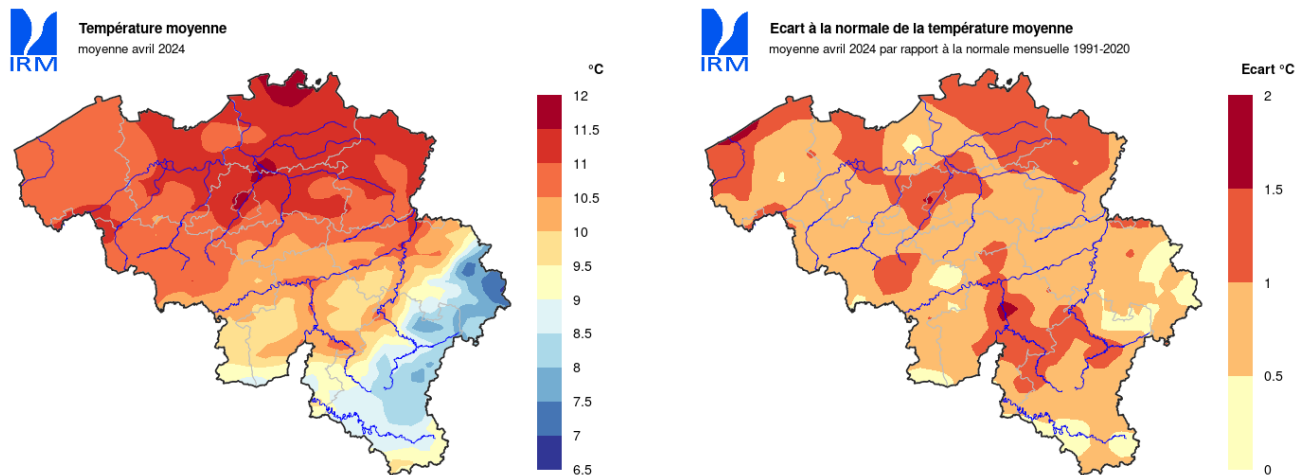 IRM
Température moyenne
moyenne avril 2024
°C
12
11.5
11
10.5
10
9.5
9
8.5
8
7.5
7
6.5
IRM
Ecart à la normale de la température moyenne
moyenne avril 2024 par rapport à la normale mensuelle 1991-2020
Ecart °C
2
1.5
1
0.5
0